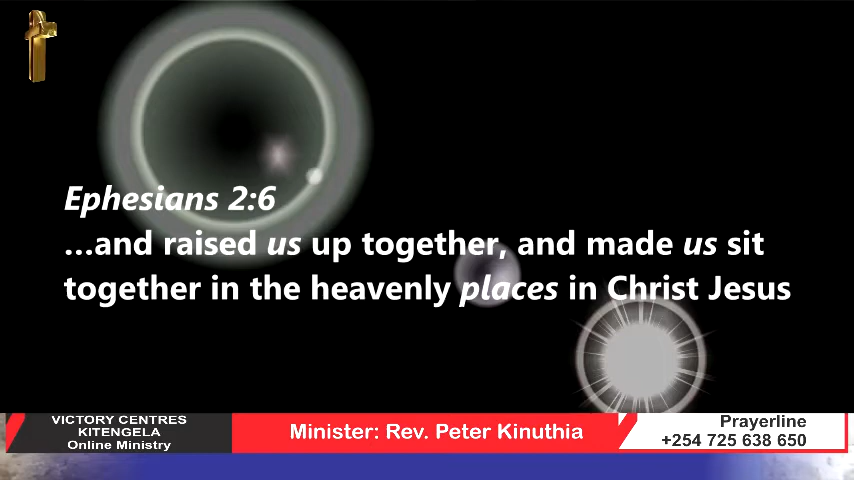 Ephesians 2:6
...and raised us up together, and made us sit
together in the heavenly places in Christ Jesus
VICTORY CENTRES
KITENGELA
Online Ministry
Minister: Rev. Peter Kinuthia
Prayerline
+254 725 638 650